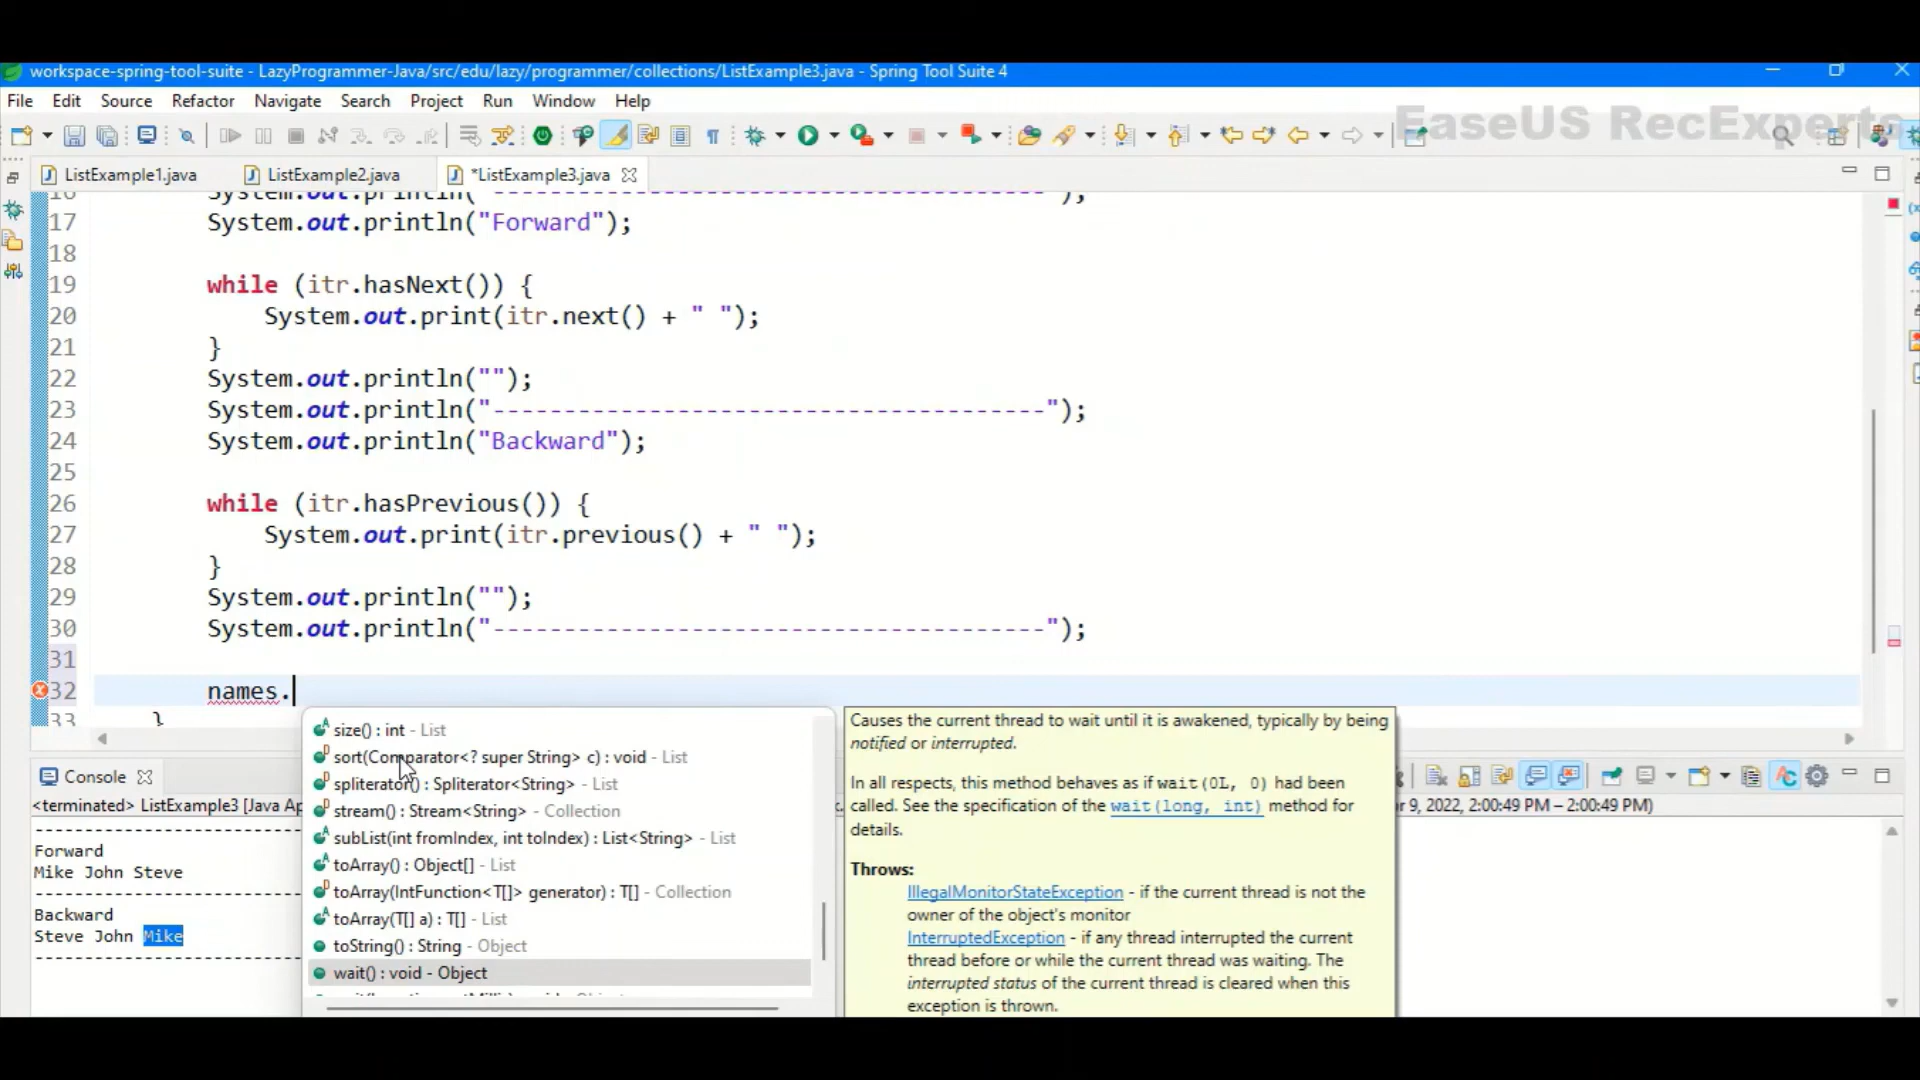 workspace-spring-tool-suite - LazyProgrammer-Java/src/edu/lazy/programmer/collections/ListExample3.java - Spring Tool Suite 4
File Edit Source Refactor Navigate Search Project Run Window Help
EaseUS RecExperts
ListExample1.java ListExample2.java *ListExample3.java
16 System.out.println("---------------------------------------");
17 System.out.println("Forward");
18
19 while (itr.hasNext()) {
20 System.out.print(itr.next() + " ");
21 }
22 System.out.println("");
23 System.out.println("---------------------------------------");
24 System.out.println("Backward");
25
26 while (itr.hasPrevious()) {
27 System.out.print(itr.previous() + " ");
28 }
29 System.out.println("");
30 System.out.println("---------------------------------------");
31
32 names.
33 }
size() : int - List
sort(Comparator<? super String> c) : void - List
spliterator() : Spliterator<String> - List
stream() : Stream<String> - Collection
subList(int fromIndex, int toIndex) : List<String> - List
toArray() : Object[] - List
toArray(IntFunction<T[]> generator) : T[] - Collection
toArray(T[] a) : T[] - List
toString() : String - Object
wait() : void - Object
Causes the current thread to wait until it is awakened, typically by being
notified or interrupted.
In all respects, this method behaves as if wait(0L, 0) had been
called. See the specification of the wait(long, int) method for
details.
Throws:
IllegalMonitorStateException - if the current thread is not the
owner of the object's monitor
InterruptedException - if any thread interrupted the current
thread before or while the current thread was waiting. The
interrupted status of the current thread is cleared when this
exception is thrown.
Console
<terminated> ListExample3 [Java Ap
9, 2022, 2:00:49 PM – 2:00:49 PM)
---------------------------
Forward
Mike John Steve
---------------------------
Backward
Steve John Mike
---------------------------